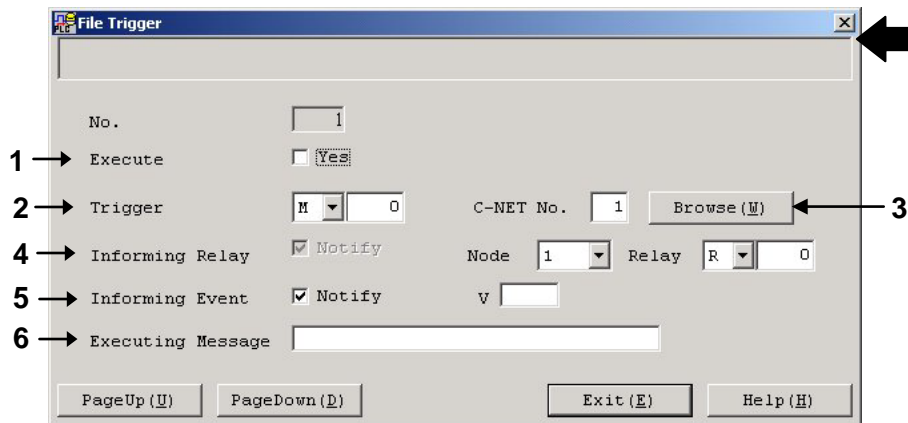 PLC File Trigger
No. 1
1 Execute Yes
2 Trigger M 0 C-NET No. 1 Browse(W) 3
4 Informing Relay Notify Node 1 Relay R 0
5 Informing Event Notify V
6 Executing Message
PageUp(U) PageDown(D) Exit(E) Help(H)